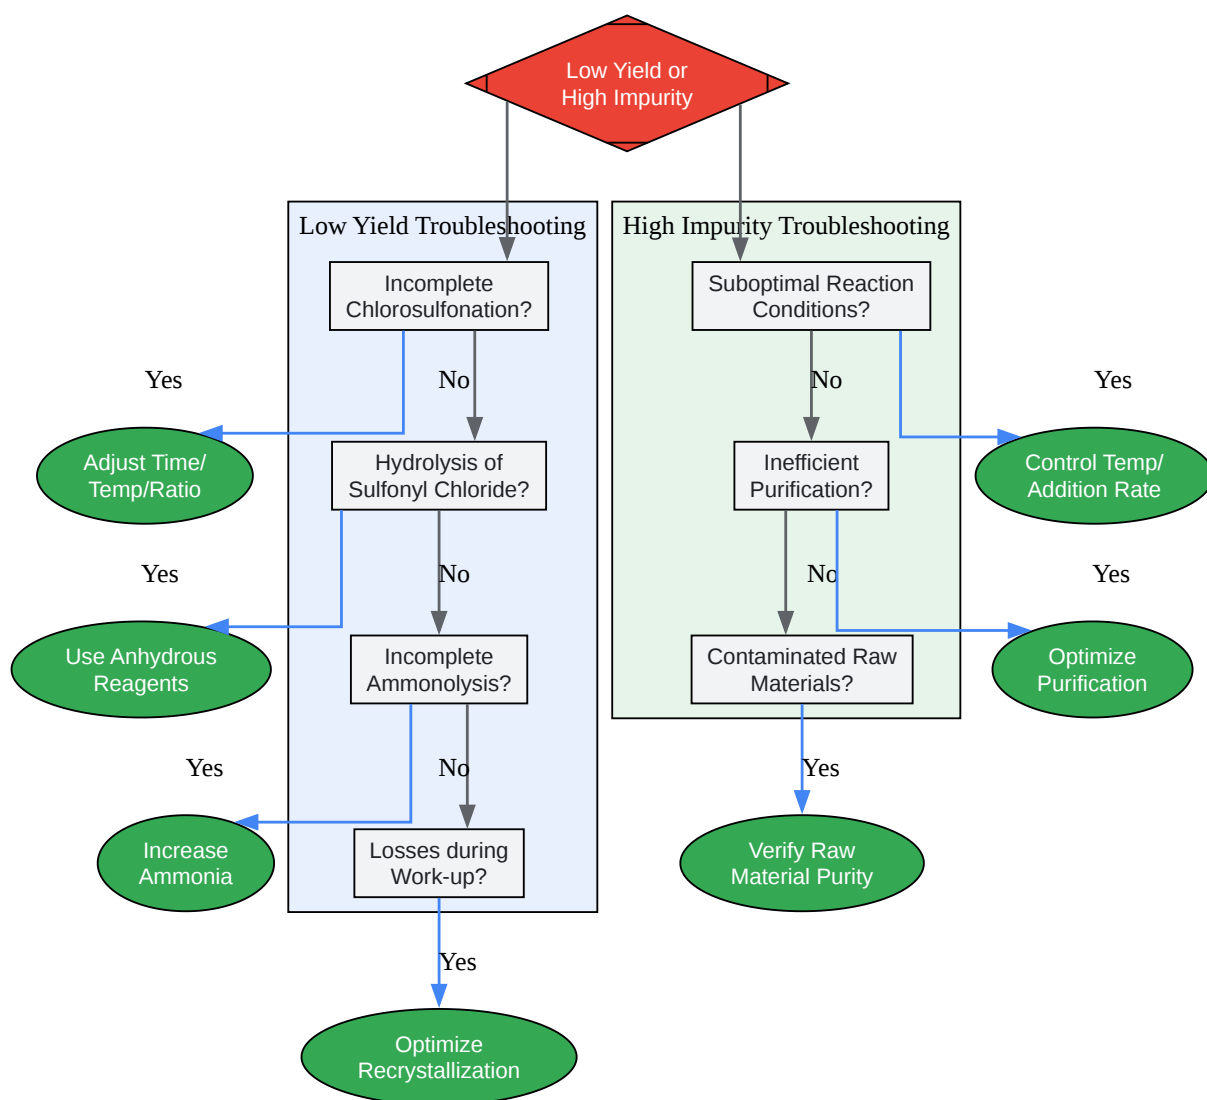 Low Yield or
High Impurity
Low Yield Troubleshooting
High Impurity Troubleshooting
Incomplete
Chlorosulfonation?
Suboptimal Reaction
Conditions?
Yes
No
No
Yes
Adjust Time/
Temp/Ratio
Hydrolysis of
Sulfonyl Chloride?
Inefficient
Purification?
Control Temp/
Addition Rate
Yes
No
No
Yes
Use Anhydrous
Reagents
Incomplete
Ammonolysis?
Contaminated Raw
Materials?
Optimize
Purification
Yes
No
Yes
Increase
Ammonia
Losses during
Work-up?
Verify Raw
Material Purity
Yes
Optimize
Recrystallization